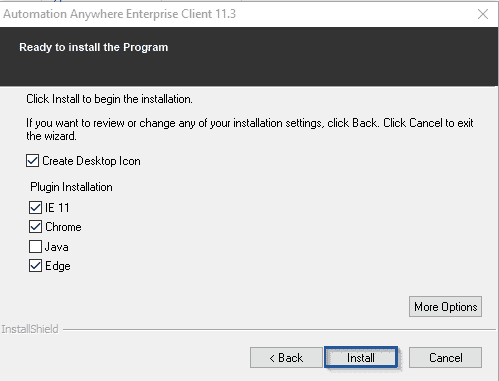 Automation Anywhere Enterprise Client 11.3
Ready to install the Program
Click Install to begin the installation.
If you want to review or change any of your installation settings, click Back. Click Cancel to exit
the wizard.
Create Desktop Icon
Plugin Installation
IE 11
Chrome
Java
Edge
More Options
InstallShield
< Back
Install
Cancel